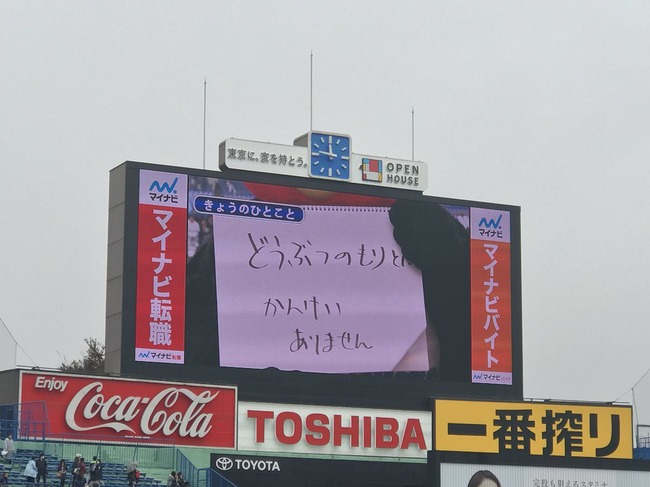 東京に、家を持とう。
OPEN
HOUSE
マイナビ
マイナビ転職
マイナビ転職
きょうのひとこと
どうぶつのもりと
かんけい
ありません
マイナビ
マイナビバイト
マイナビバイト
Enjoy
Coca-Cola
TOSHIBA
一番搾り
TOYOTA